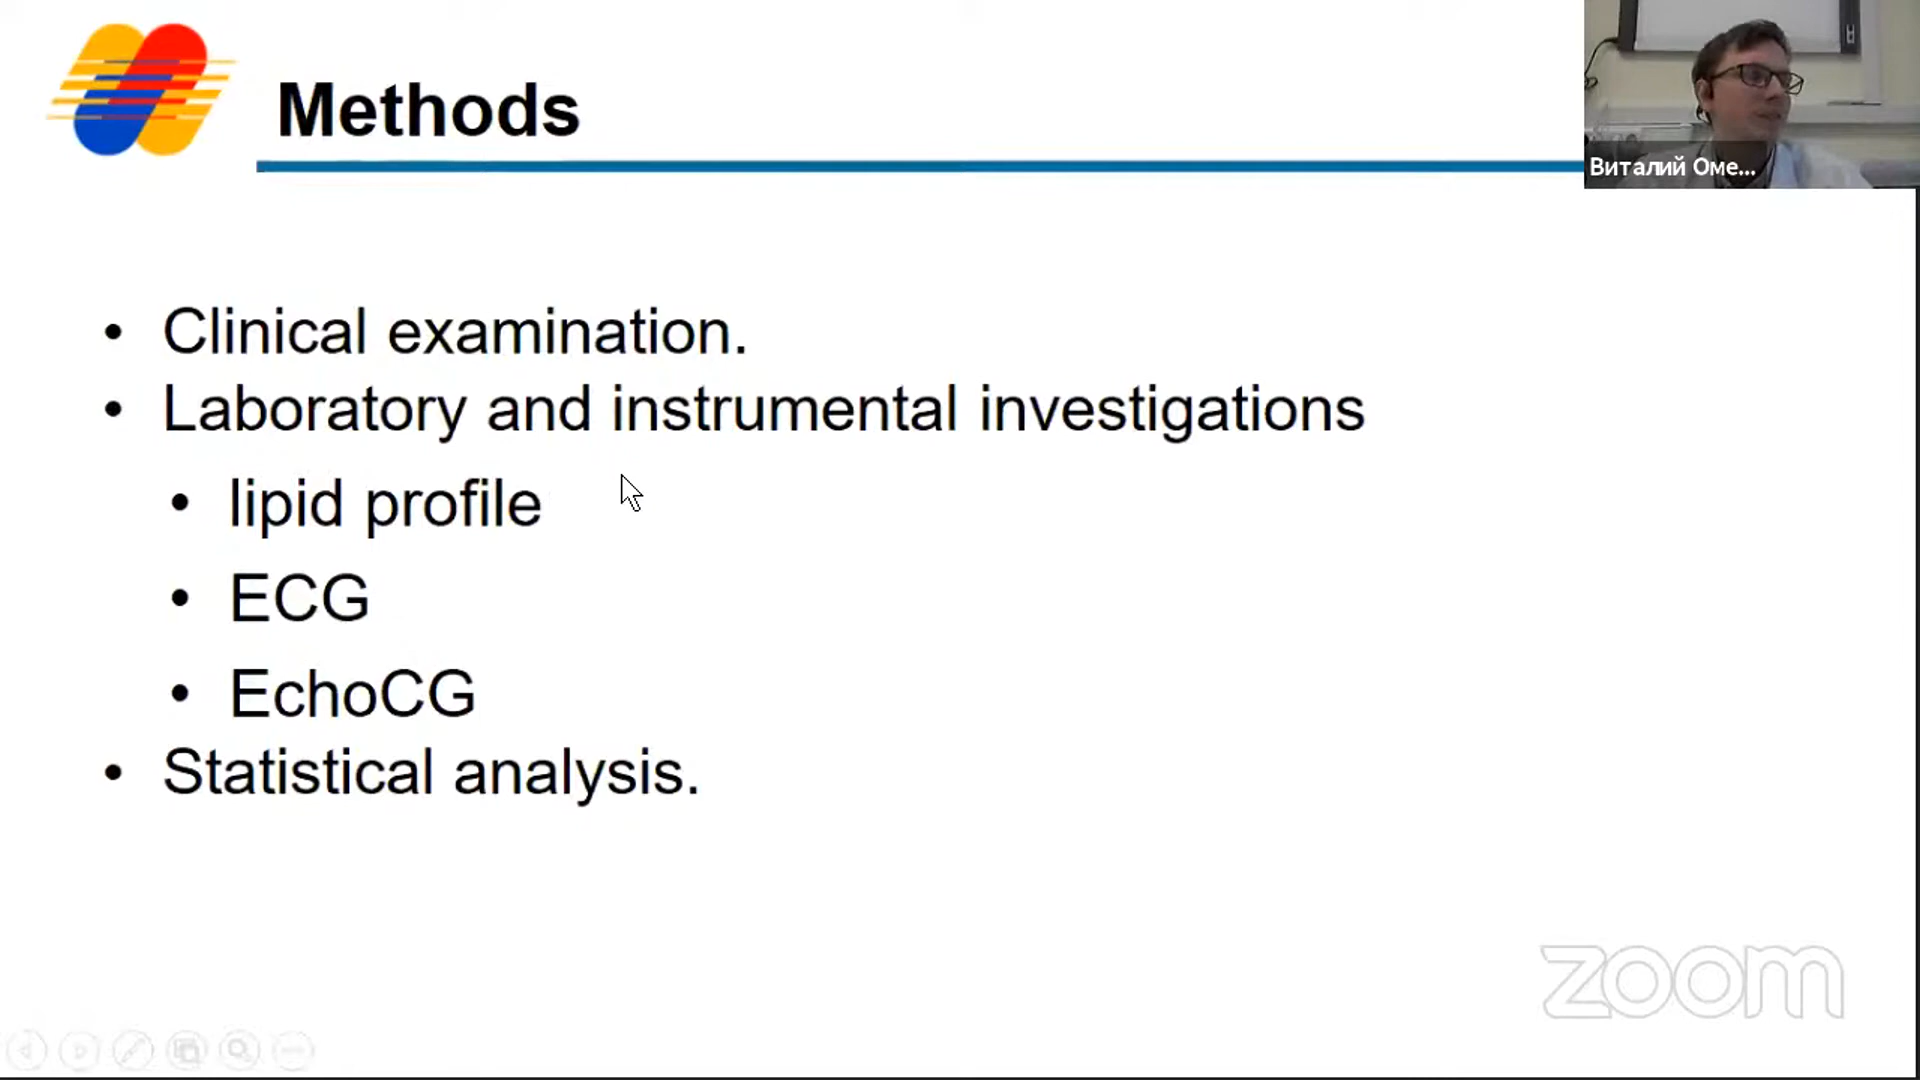 Methods
Виталий Оме...
• Clinical examination.
• Laboratory and instrumental investigations
• lipid profile
• ECG
• EchoCG
• Statistical analysis.
zoom